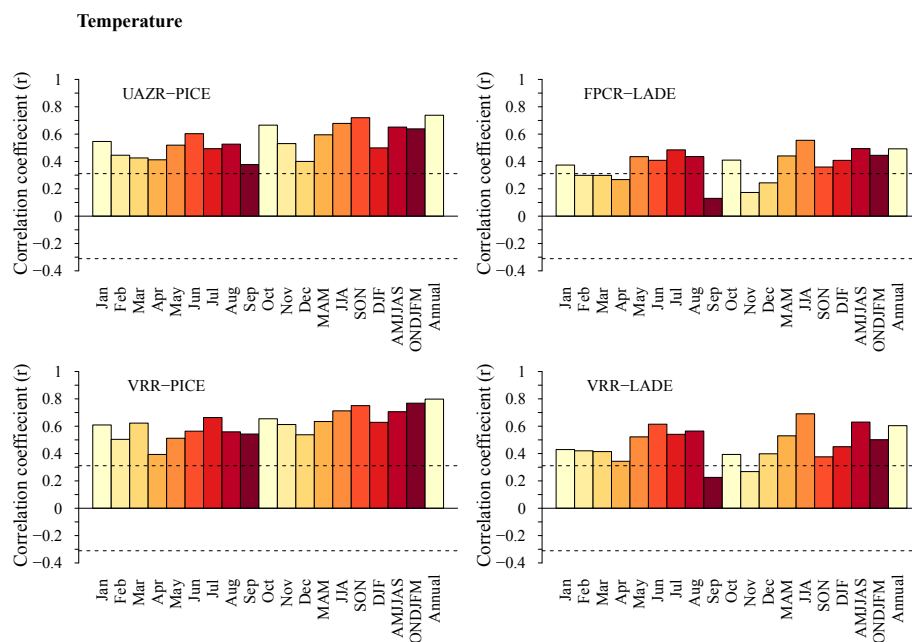 Temperature
UAZR−PICE
Correlation coeffiecient (r)
1
0.8
0.6
0.4
0.2
0
−0.2
−0.4
Jan
Feb
Mar
Apr
May
Jun
Jul
Aug
Sep
Oct
Nov
Dec
MAM
JJA
SON
DJF
AMJJAS
ONDJFM
Annual
FPCR−LADE
Correlation coeffiecient (r)
1
0.8
0.6
0.4
0.2
0
−0.2
−0.4
Jan
Feb
Mar
Apr
May
Jun
Jul
Aug
Sep
Oct
Nov
Dec
MAM
JJA
SON
DJF
AMJJAS
ONDJFM
Annual
VRR−PICE
Correlation coeffiecient (r)
1
0.8
0.6
0.4
0.2
0
−0.2
−0.4
Jan
Feb
Mar
Apr
May
Jun
Jul
Aug
Sep
Oct
Nov
Dec
MAM
JJA
SON
DJF
AMJJAS
ONDJFM
Annual
VRR−LADE
Correlation coeffiecient (r)
1
0.8
0.6
0.4
0.2
0
−0.2
−0.4
Jan
Feb
Mar
Apr
May
Jun
Jul
Aug
Sep
Oct
Nov
Dec
MAM
JJA
SON
DJF
AMJJAS
ONDJFM
Annual